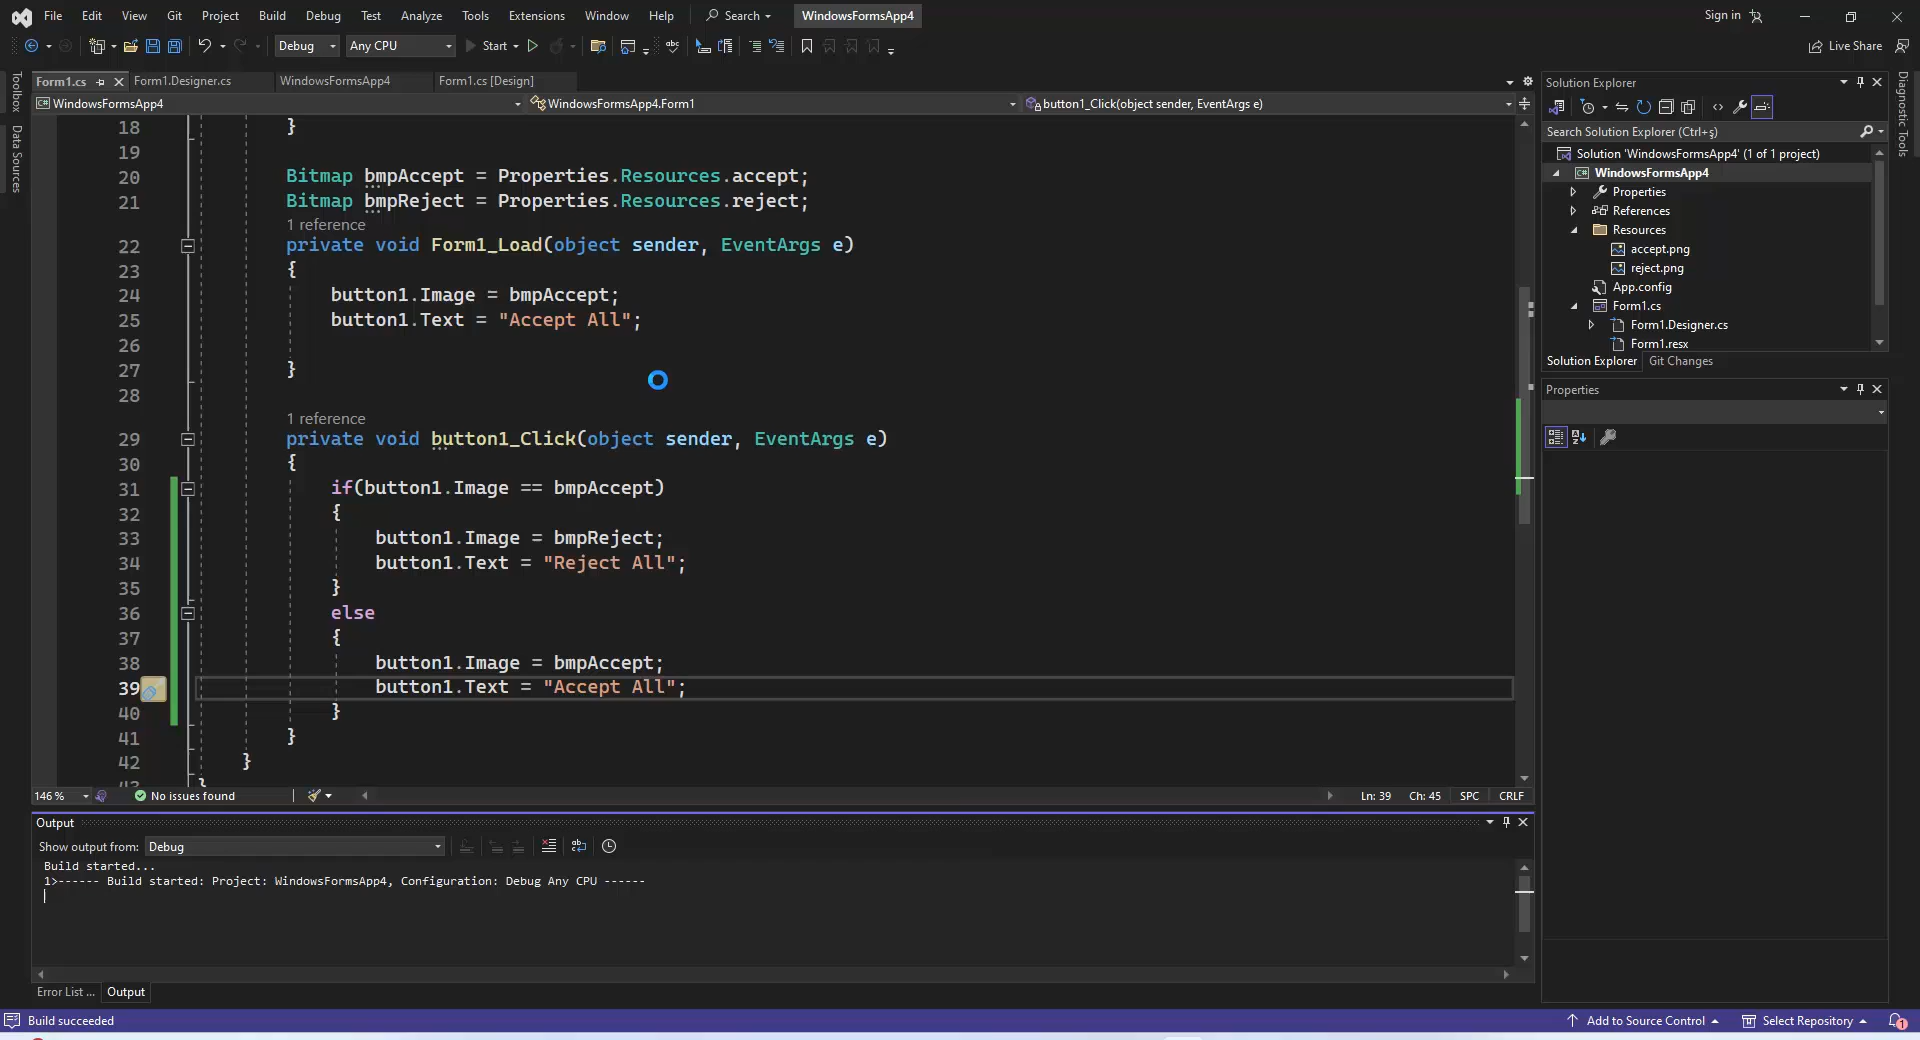 File Edit View Git Project Build Debug Test Analyze Tools Extensions Window Help Search WindowsFormsApp4 Sign in
Debug Any CPU Start Live Share
Toolbox
Data Sources
Form1.cs Form1.Designer.cs WindowsFormsApp4 Form1.cs [Design]
WindowsFormsApp4 WindowsFormsApp4.Form1 button1_Click(object sender, EventArgs e)
18 }
19
20 Bitmap bmpAccept = Properties.Resources.accept;
21 Bitmap bmpReject = Properties.Resources.reject;
1 reference
22 private void Form1_Load(object sender, EventArgs e)
23 {
24 button1.Image = bmpAccept;
25 button1.Text = "Accept All";
26
27 }
28
1 reference
29 private void button1_Click(object sender, EventArgs e)
30 {
31 if(button1.Image == bmpAccept)
32 {
33 button1.Image = bmpReject;
34 button1.Text = "Reject All";
35 }
36 else
37 {
38 button1.Image = bmpAccept;
39 button1.Text = "Accept All";
40 }
41 }
42 }
43 }
146 % No issues found Ln: 39 Ch: 45 SPC CRLF
Output
Show output from: Debug
Build started...
1>------ Build started: Project: WindowsFormsApp4, Configuration: Debug Any CPU ------
Error List ... Output
Build succeeded Add to Source Control Select Repository 1
Solution Explorer
Search Solution Explorer (Ctrl+ş)
Solution 'WindowsFormsApp4' (1 of 1 project)
WindowsFormsApp4
Properties
References
Resources
accept.png
reject.png
App.config
Form1.cs
Form1.Designer.cs
Form1.resx
Solution Explorer Git Changes
Properties
Diagnostic Tools